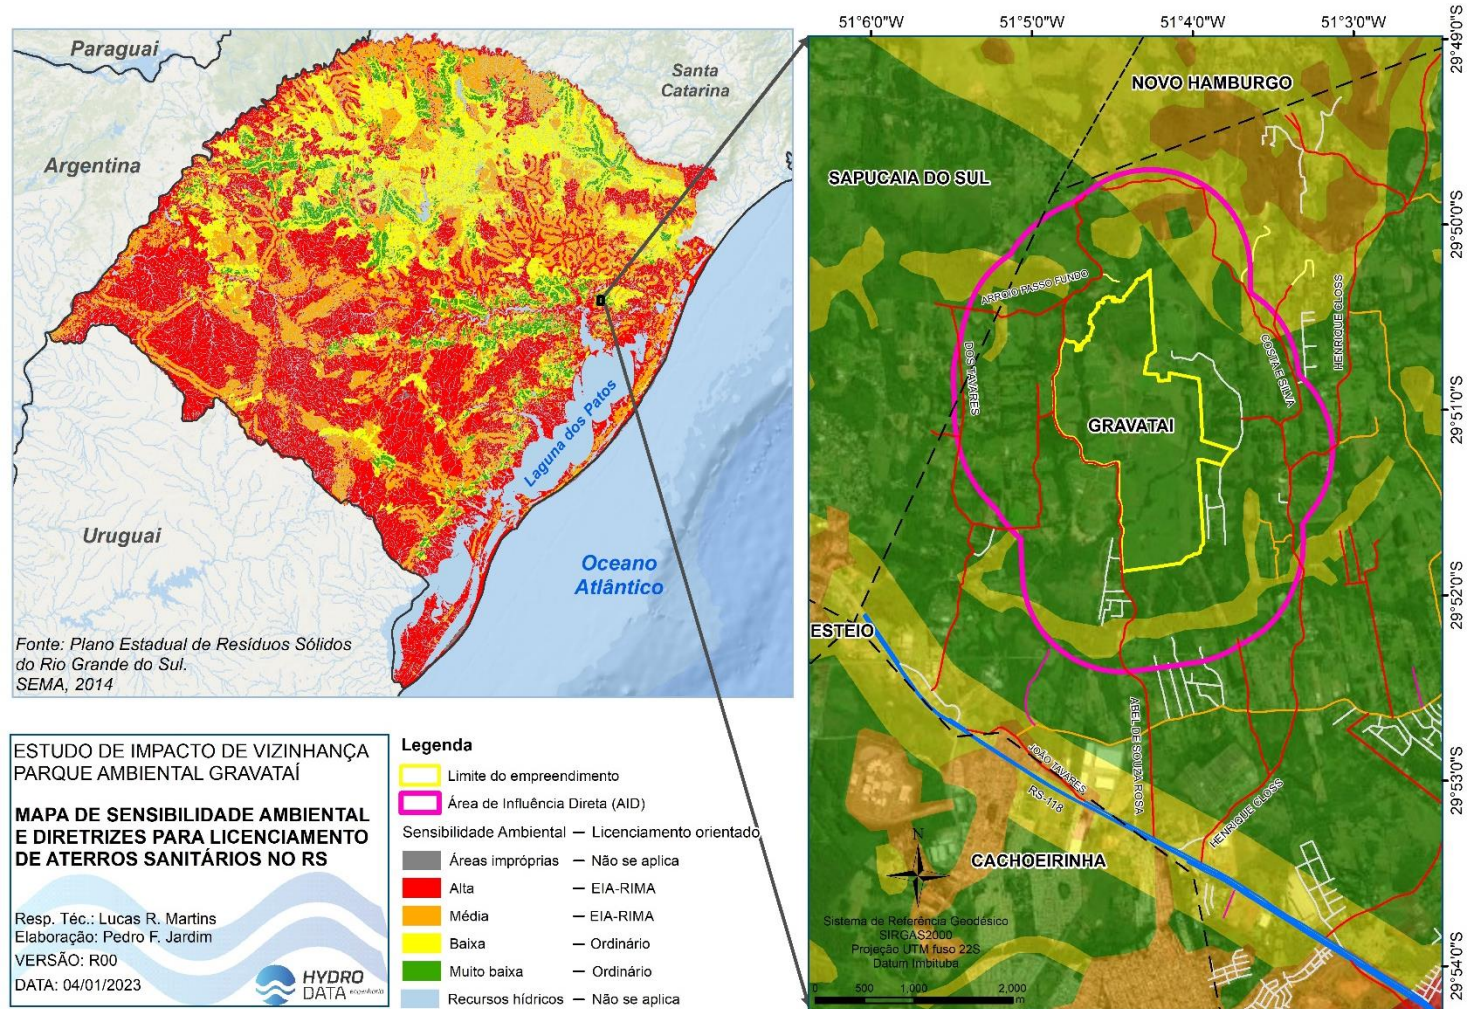 Paraguai
Argentina
Santa
Catarina
Uruguai
Laguna dos Patos
Oceano
Atlântico
Fonte: Plano Estadual de Resíduos Sólidos
do Rio Grande do Sul.
SEMA, 2014
51°6'0"W
51°5'0"W
51°4'0"W
51°3'0"W
29°49'0"S
29°50'0"S
29°51'0"S
29°52'0"S
29°53'0"S
29°54'0"S
NOVO HAMBURGO
SAPUCAIA DO SUL
ARROIO PASSO FUNDO
DOS TAVARES
COSTA E SILVA
HENRIQUE CLOSS
GRAVATAI
ESTEIO
ABEL DE SOUZA ROSA
JOÃO TAVARES
RS-118
HENRIQUE CLOSS
CACHOEIRINHA
N
Sistema de Referência Geodésico
SIRGAS2000
Projeção UTM fuso 22S
Datum Imbituba
0 500 1,000 2,000
m
ESTUDO DE IMPACTO DE VIZINHANÇA
PARQUE AMBIENTAL GRAVATAÍ
MAPA DE SENSIBILIDADE AMBIENTAL
E DIRETRIZES PARA LICENCIAMENTO
DE ATERROS SANITÁRIOS NO RS
Resp. Téc.: Lucas R. Martins
Elaboração: Pedro F. Jardim
VERSÃO: R00
DATA: 04/01/2023
HYDRO
DATA engenharia
Legenda
Limite do empreendimento
Área de Influência Direta (AID)
Sensibilidade Ambiental — Licenciamento orientado
Áreas impróprias — Não se aplica
Alta — EIA-RIMA
Média — EIA-RIMA
Baixa — Ordinário
Muito baixa — Ordinário
Recursos hídricos — Não se aplica